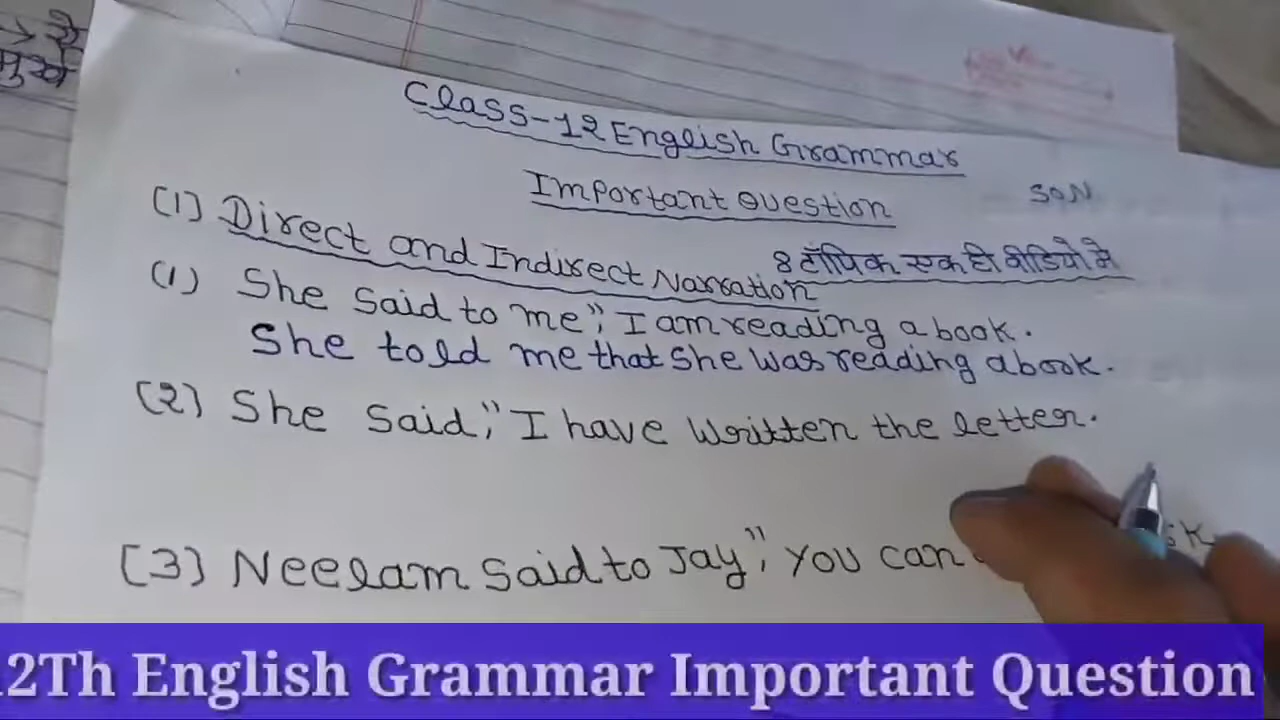 → से
मुख
Class-12 English Grammar
Important Question
SON
(1) Direct and Indirect Narration
8 टॉपिक एक ही वीडियो मे
(1) She Said to me", I am reading a book.
She told me that She was reading a book.
(2) She Said," I have written the letter.
(3) Neelam Said to Jay", You can
2Th English Grammar Important Question